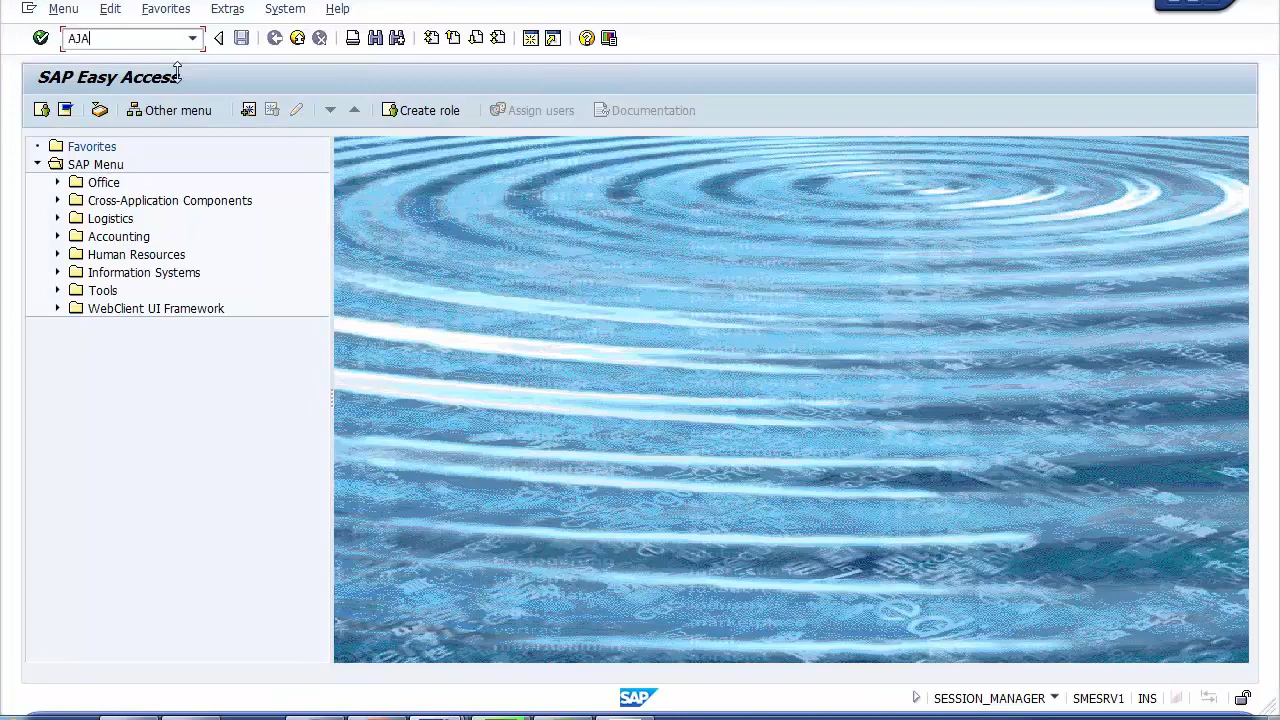 Menu Edit Favorites Extras System Help
AJA
SAP Easy Access
Other menu Create role Assign users Documentation
Favorites
SAP Menu
Office
Cross-Application Components
Logistics
Accounting
Human Resources
Information Systems
Tools
WebClient UI Framework
SAP SESSION_MANAGER SMESRV1 INS